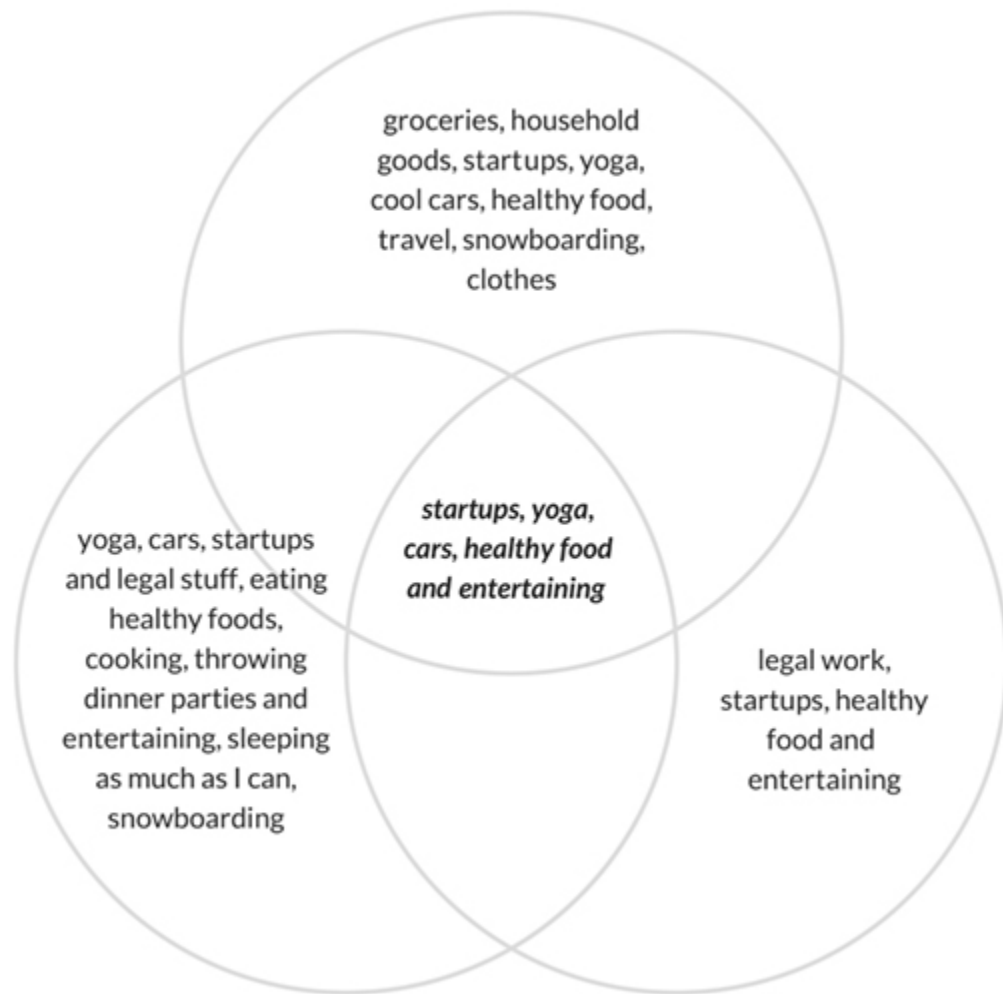 groceries, household
goods, startups, yoga,
cool cars, healthy food,
travel, snowboarding,
clothes
startups, yoga,
cars, healthy food
and entertaining
yoga, cars, startups
and legal stuff, eating
healthy foods,
cooking, throwing
dinner parties and
entertaining, sleeping
as much as I can,
snowboarding
legal work,
startups, healthy
food and
entertaining